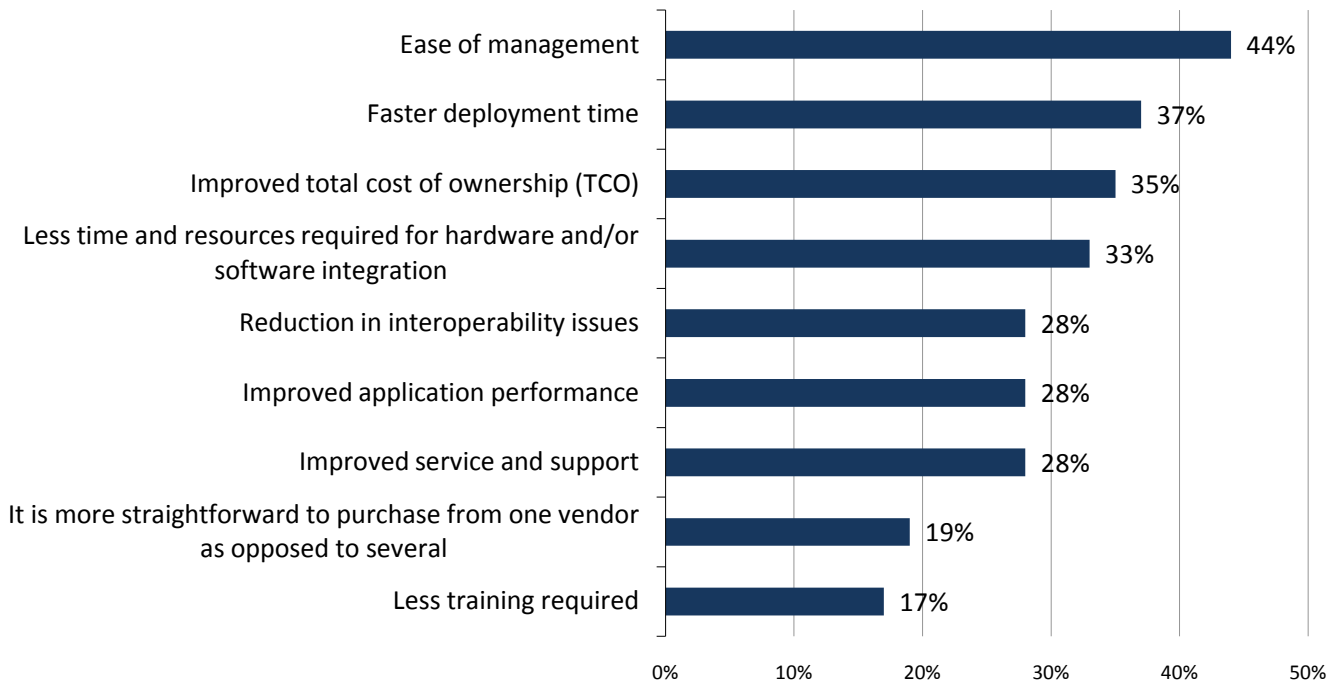 Ease of management
44%
Faster deployment time
37%
Improved total cost of ownership (TCO)
35%
Less time and resources required for hardware and/or
software integration
33%
Reduction in interoperability issues
28%
Improved application performance
28%
Improved service and support
28%
It is more straightforward to purchase from one vendor
as opposed to several
19%
Less training required
17%
0% 10% 20% 30% 40% 50%